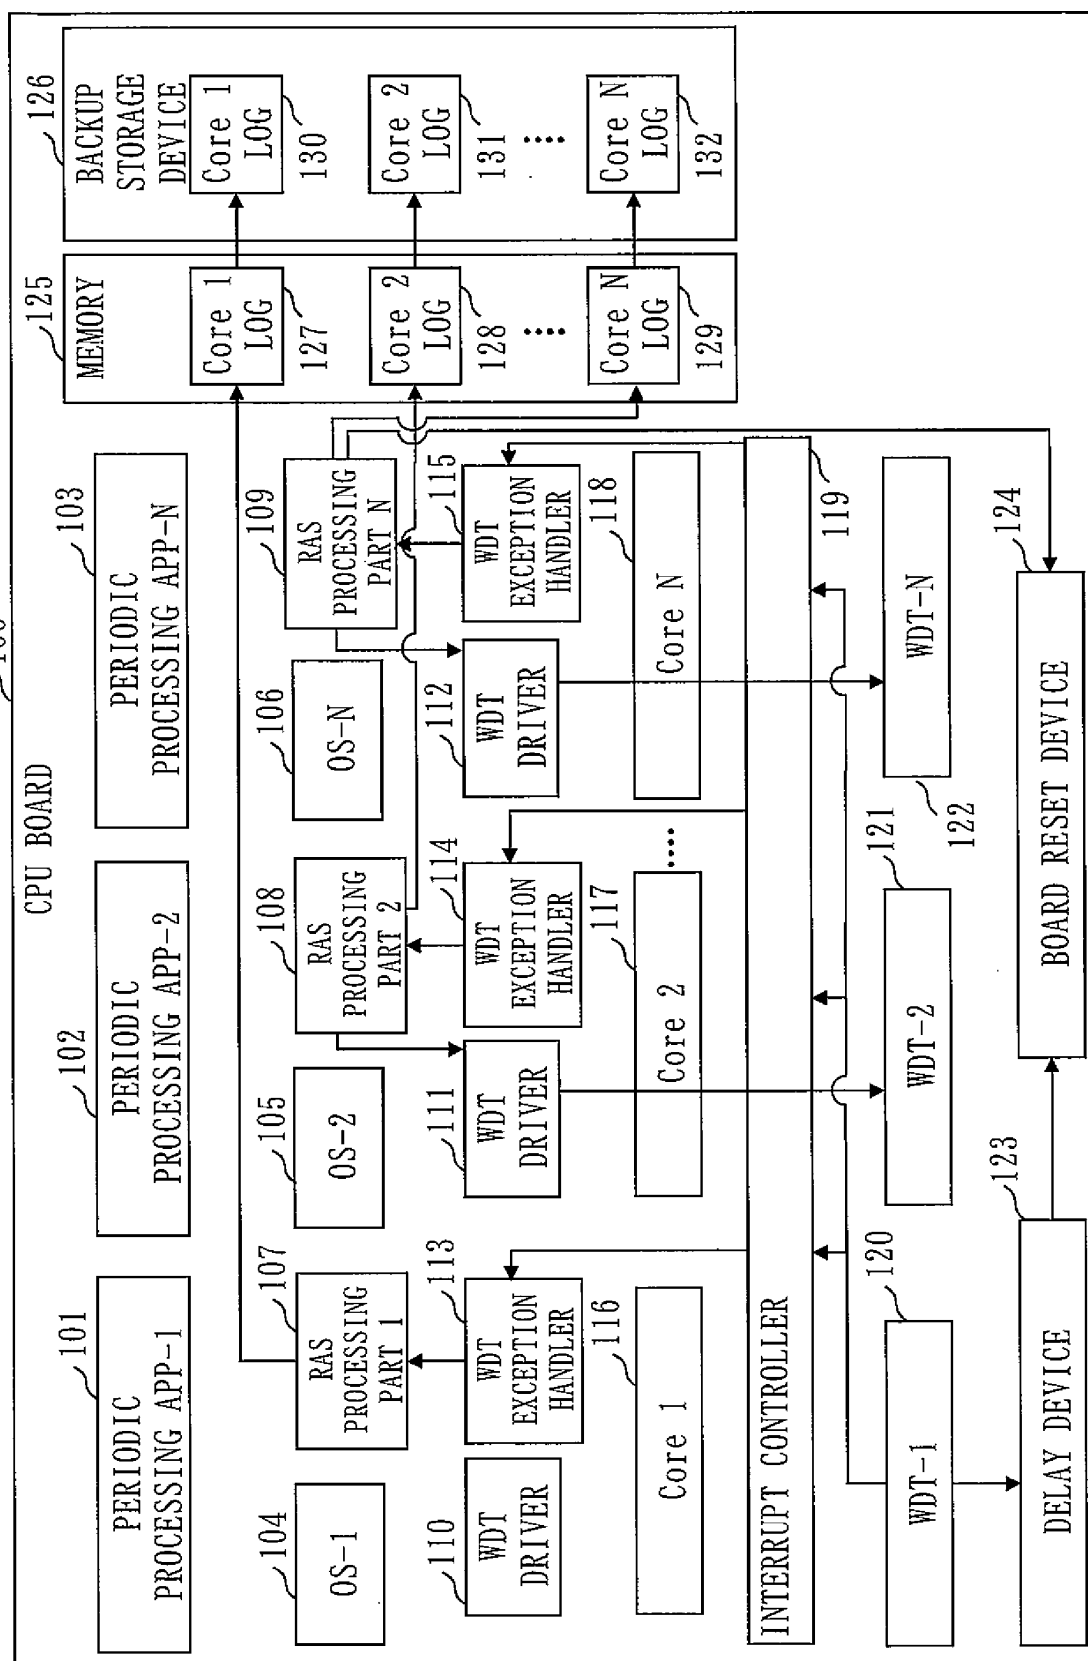 CPU BOARD
101
PERIODIC
PROCESSING APP-1
102
PERIODIC
PROCESSING APP-2
103
PERIODIC
PROCESSING APP-N
104
OS-1
107
RAS
PROCESSING
PART 1
105
OS-2
108
RAS
PROCESSING
PART 2
106
OS-N
109
RAS
PROCESSING
PART N
110
WDT
DRIVER
113
WDT
EXCEPTION
HANDLER
111
WDT
DRIVER
114
WDT
EXCEPTION
HANDLER
112
WDT
DRIVER
115
WDT
EXCEPTION
HANDLER
116
Core 1
117
Core 2
118
Core N
INTERRUPT CONTROLLER
119
120
WDT-1
121
WDT-2
122
WDT-N
123
DELAY DEVICE
124
BOARD RESET DEVICE
125
MEMORY
Core 1
LOG
127
Core 2
LOG
128
Core N
LOG
129
126
BACKUP
STORAGE
DEVICE
Core 1
LOG
130
Core 2
LOG
131
Core N
LOG
132